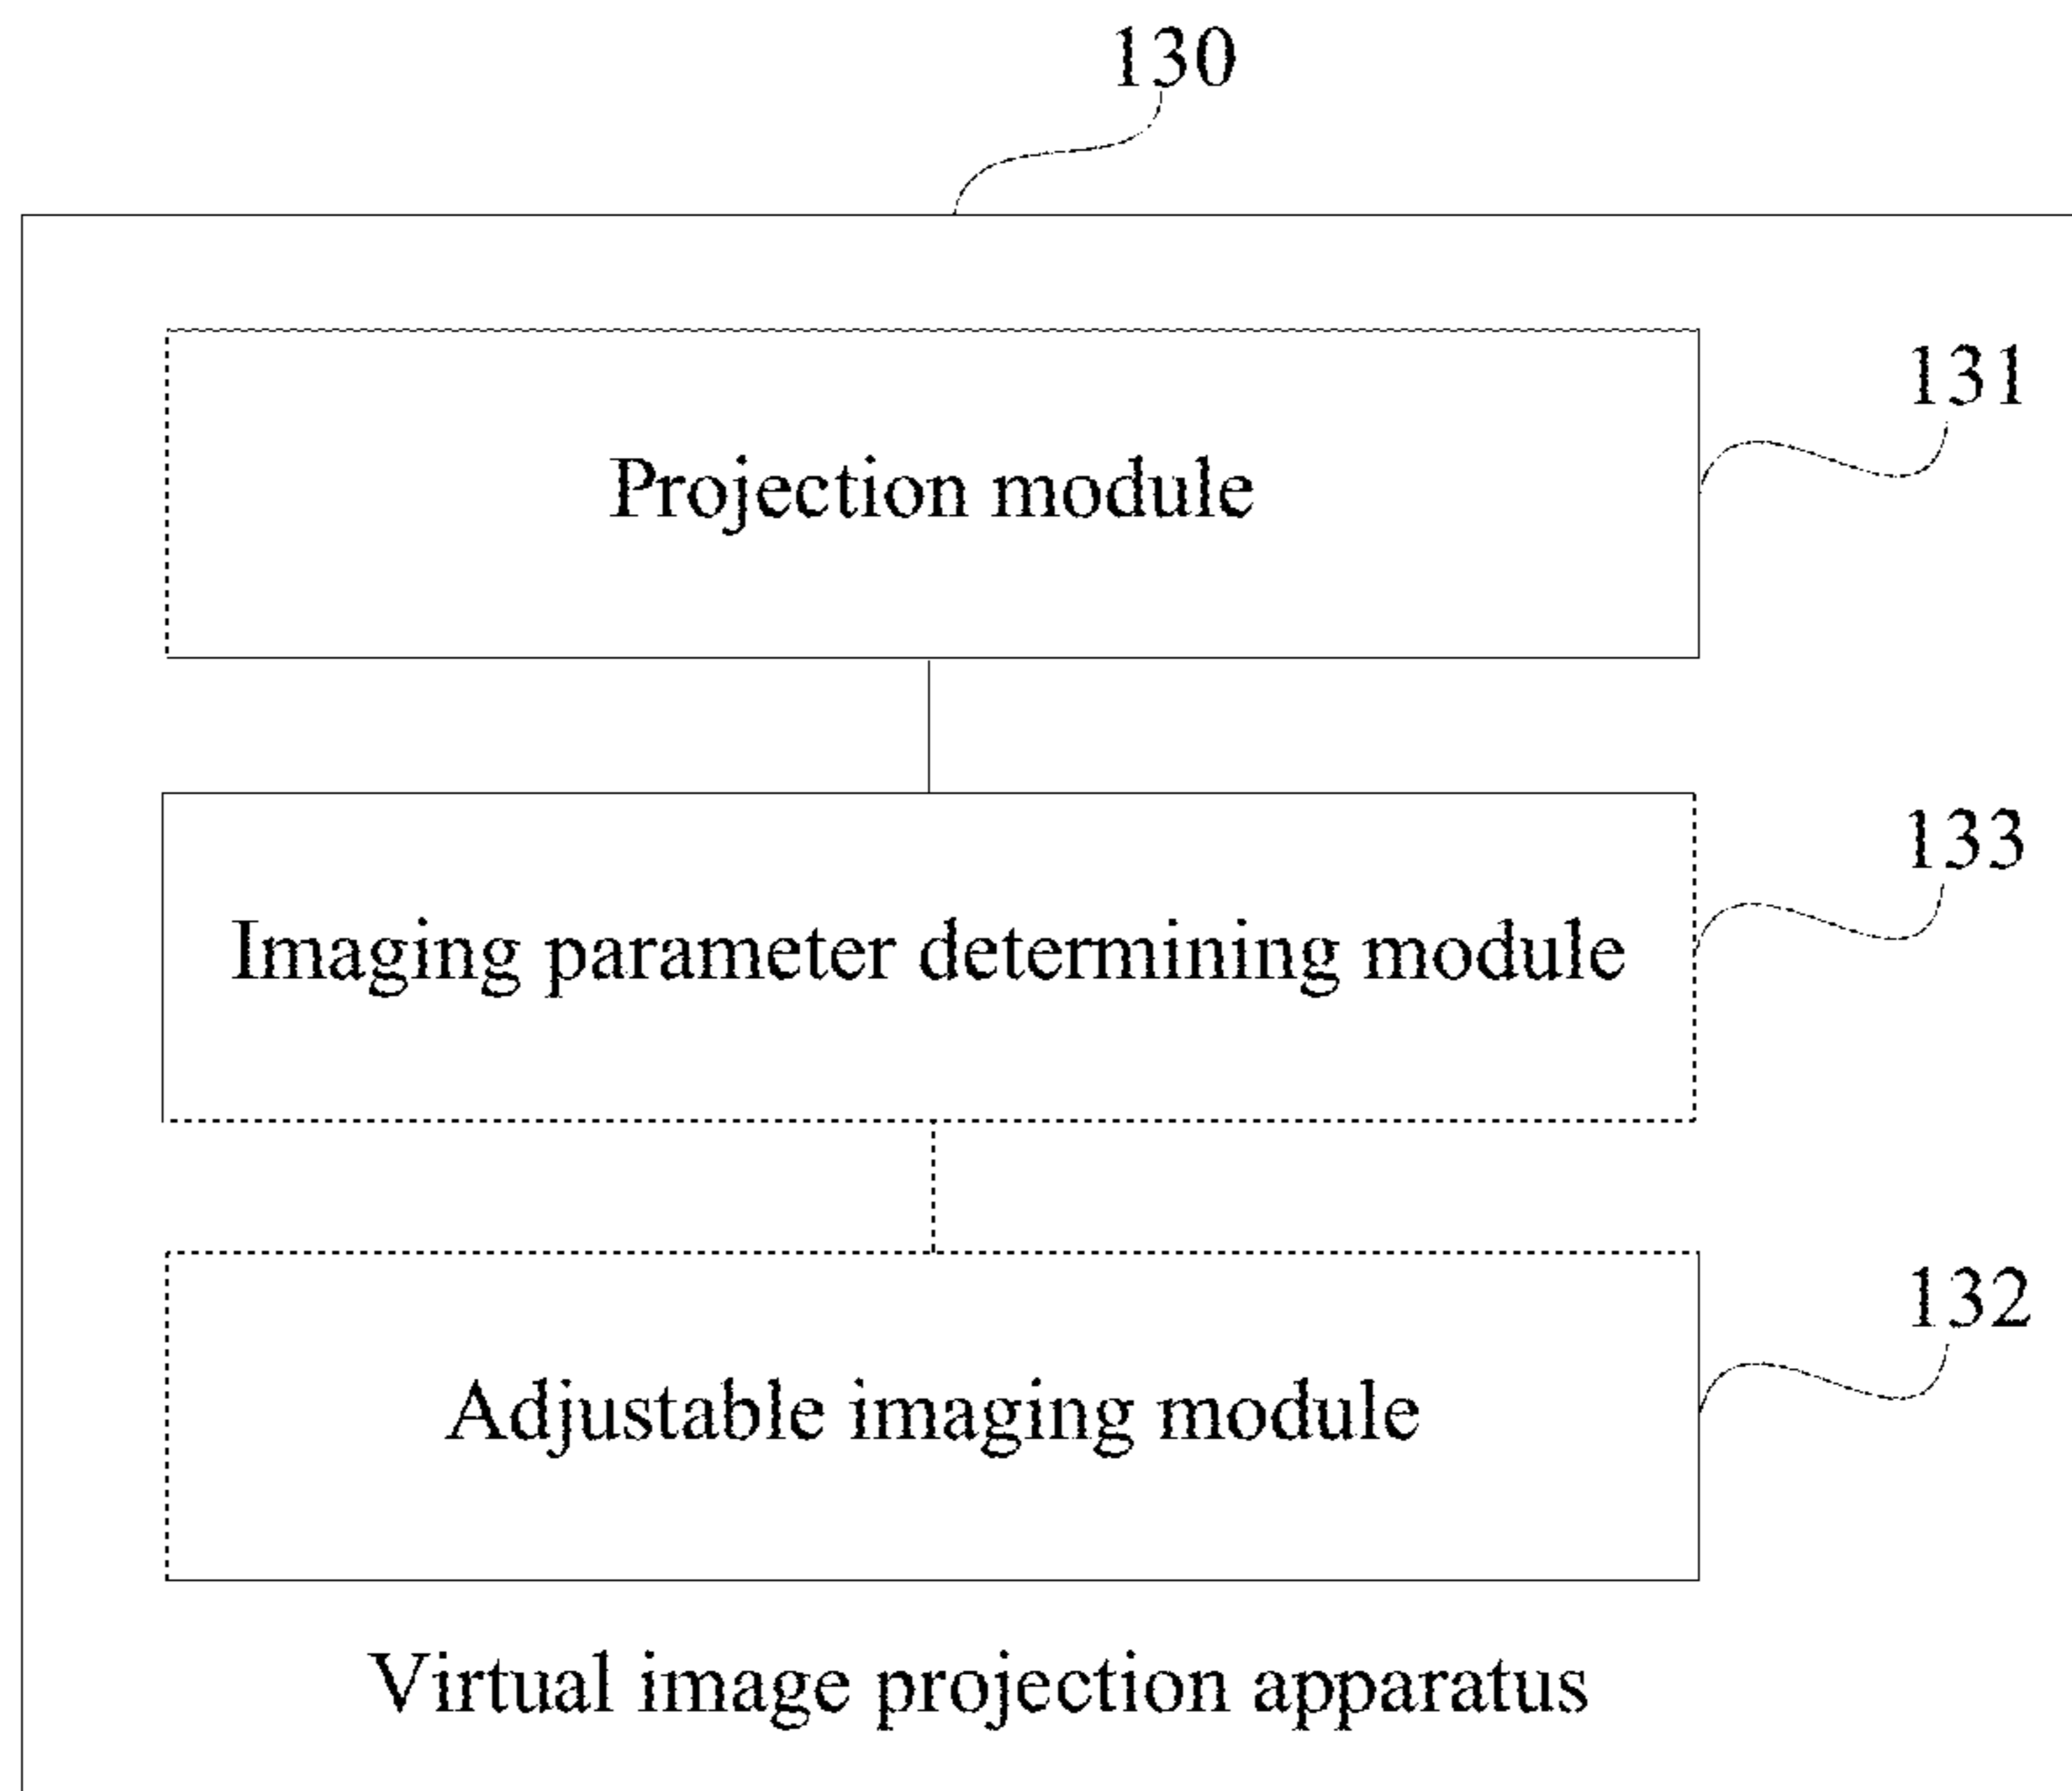 130
131
Projection module
133
Imaging parameter determining module
132
Adjustable imaging module
Virtual image projection apparatus